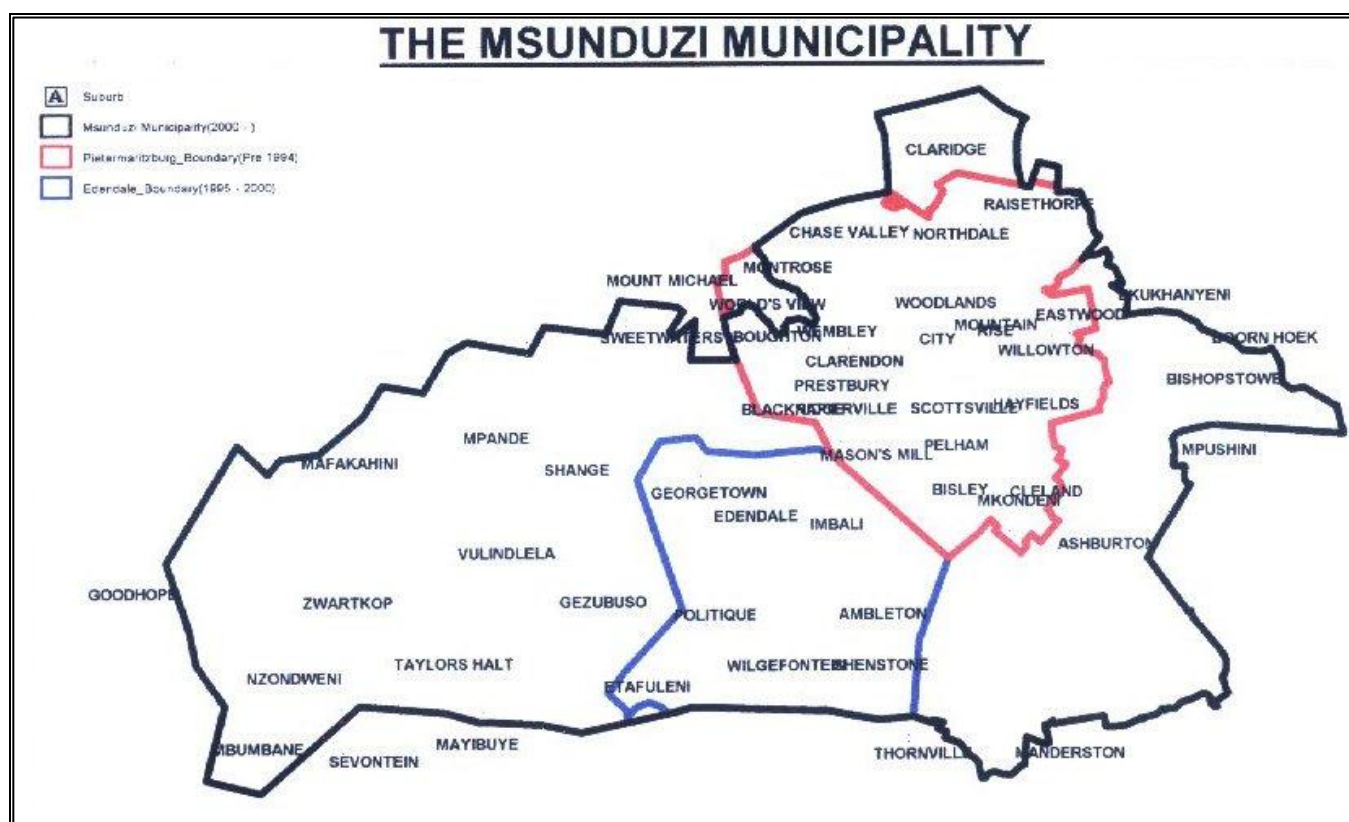 THE MSUNDUZI MUNICIPALITY
A Suburb
Msunduzi Municipality(2000 - )
Pietermaritzburg_Boundary(Pre 1994)
Edendale_Boundary(1995 - 2000)
CLARIDGE
RAISETHORPE
CHASE VALLEY
NORTHDALE
MONTROSE
MOUNT MICHAEL
EKUKHANYENI
WORLD'S VIEW
WOODLANDS
EASTWOOD
MOUNTAIN RISE
SWEETWATERS
BOUGHTON
WEMBLEY
CITY
DOORN HOEK
WILLOWTON
CLARENDON
BISHOPSTOWE
PRESTBURY
BLACKRIDGE
NAPIERVILLE
SCOTTSVILLE
HAYFIELDS
MPANDE
PELHAM
MPUSHINI
MASON'S MILL
MAFAKAHINI
SHANGE
GEORGETOWN
BISLEY
CLELAND
MKONDENI
EDENDALE
IMBALI
ASHBURTON
VULINDLELA
GOODHOPE
ZWARTKOP
GEZUBUSO
POLITIQUE
AMBLETON
TAYLORS HALT
WILGEFONTEIN
SHENSTONE
NZONDWENI
ETAFULENI
MBUMBANE
MAYIBUYE
SEVONTEIN
THORNVILLE
MANDERSTON